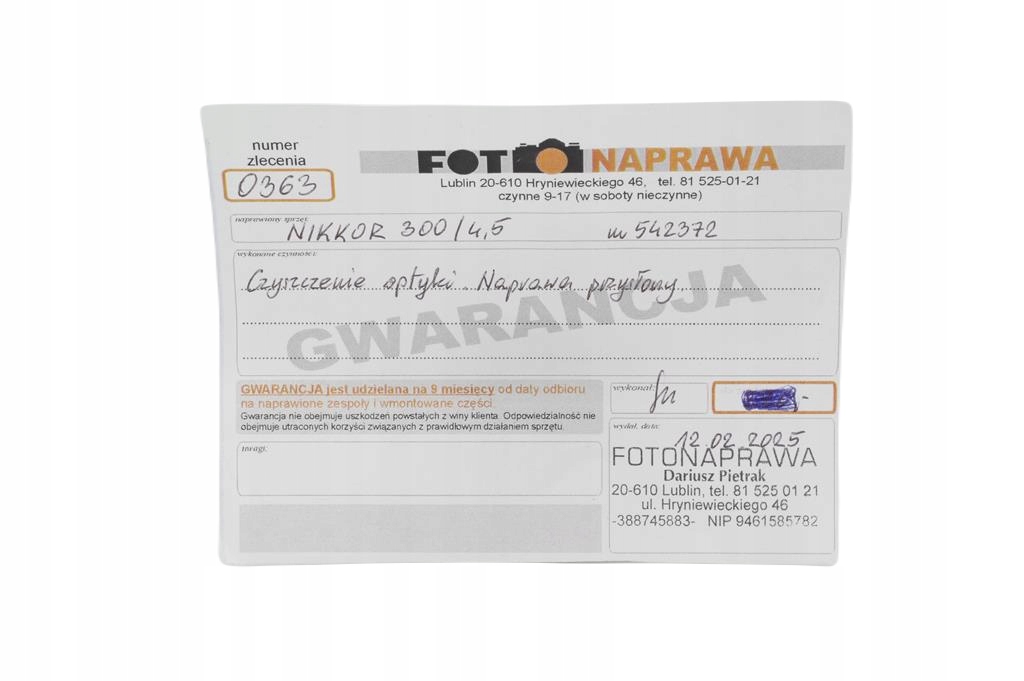 numer
zlecenia
0363
FOTONAPRAWA
Lublin 20-610 Hryniewieckiego 46, tel. 81 525-01-21
czynne 9-17 (w soboty nieczynne)
naprawiony sprzęt:
NIKKOR 300/4,5 nr 542372
wykonane czynności:
Czyszczenie optyki. Naprawa przysłony
GWARANCJA
GWARANCJA jest udzielana na 9 miesięcy od daty odbioru
na naprawione zespoły i wmontowane części.
Gwarancja nie obejmuje uszkodzeń powstałych z winy klienta. Odpowiedzialność nie
obejmuje utraconych korzyści związanych z prawidłowym działaniem sprzętu.
uwagi:
wykonał:
wydał, data:
12.02.2025
FOTONAPRAWA
Dariusz Pietrak
20-610 Lublin, tel. 81 525 01 21
ul. Hryniewieckiego 46
-388745883- NIP 9461585782